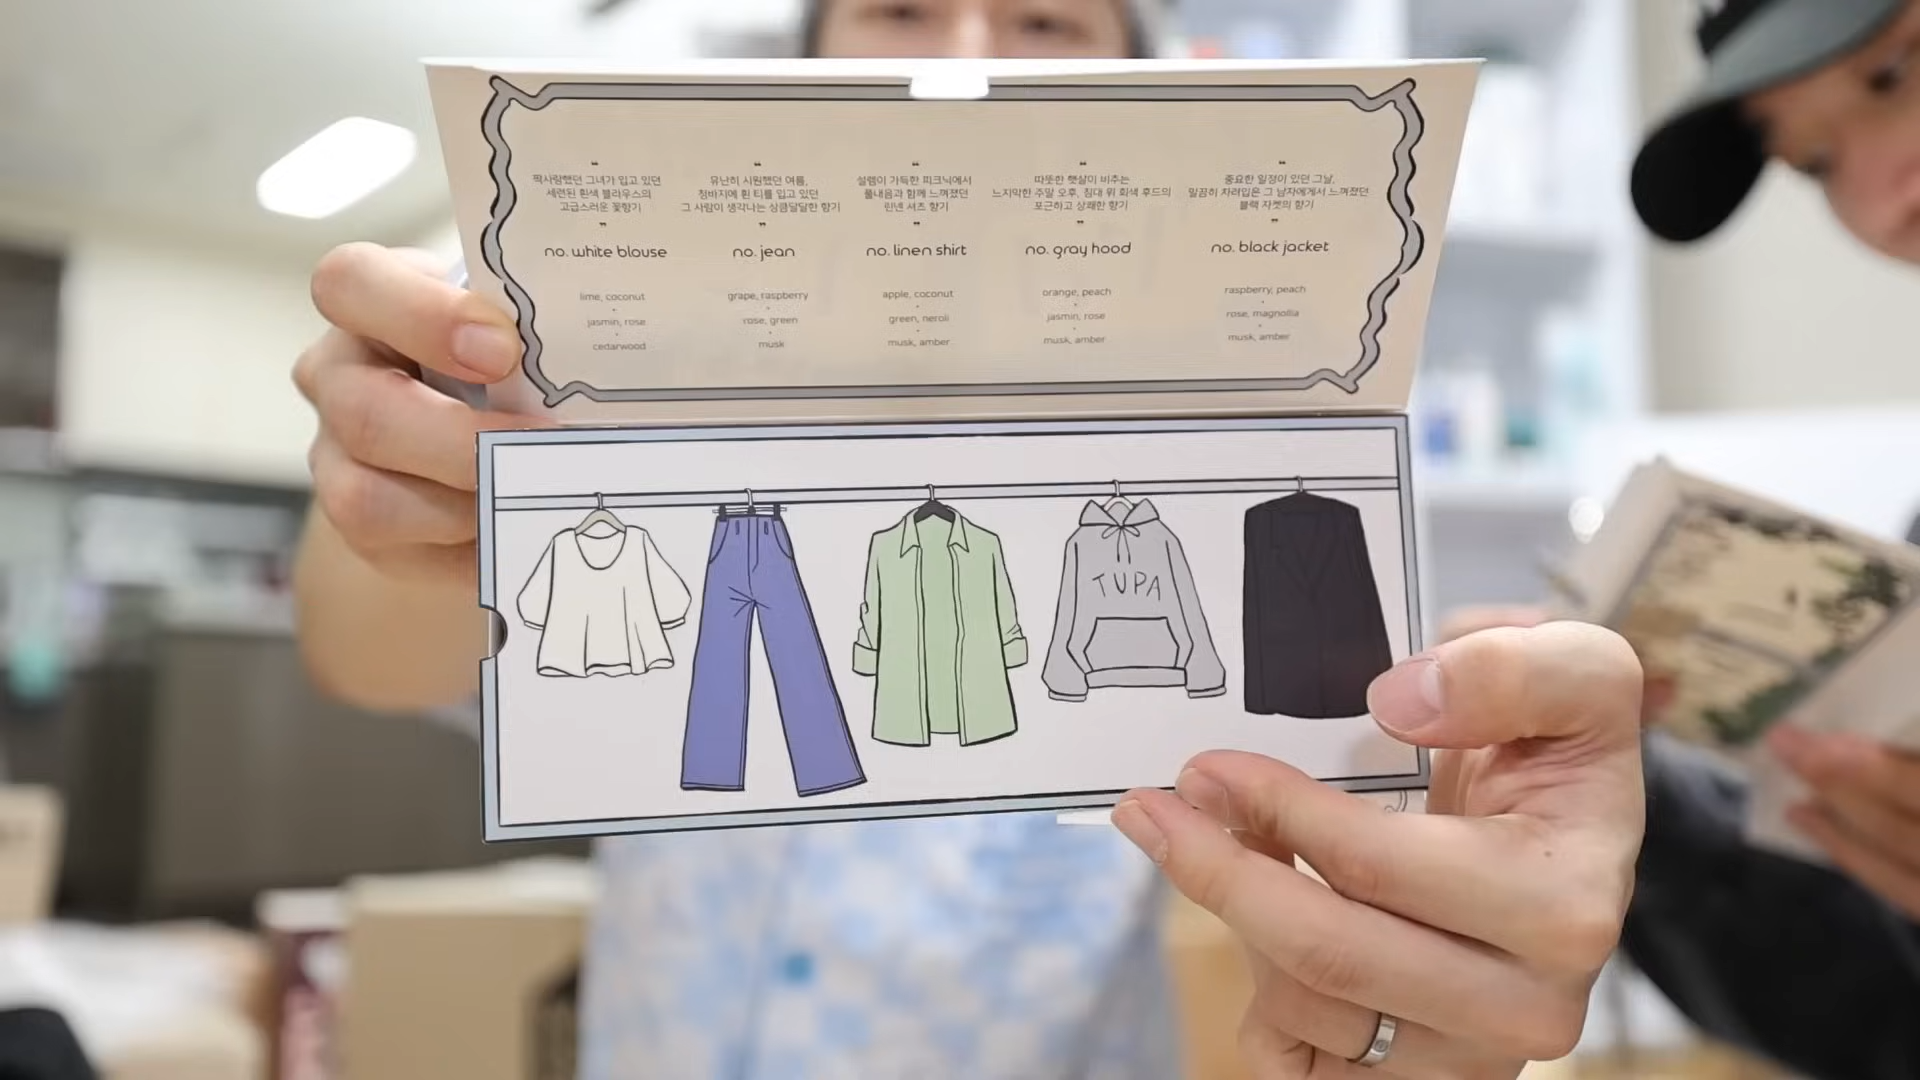 ❝
짝사랑했던 그녀가 입고 있던
세련된 흰색 블라우스의
고급스러운 꽃향기
❞
no. white blouse
lime, coconut
•
jasmin, rose
•
cedarwood
❝
유난히 시원했던 여름,
청바지에 흰 티를 입고 있던
그 사람이 생각나는 상큼달달한 향기
❞
no. jean
grape, raspberry
•
rose, green
•
musk
❝
설렘이 가득한 피크닉에서
풀내음과 함께 느껴졌던
린넨 셔츠 향기
❞
no. linen shirt
apple, coconut
•
green, neroli
•
musk, amber
❝
따뜻한 햇살이 비추는
느지막한 주말 오후, 침대 위 회색 후드의
포근하고 상쾌한 향기
❞
no. gray hood
orange, peach
•
jasmin, rose
•
musk, amber
❝
중요한 일정이 있던 그날,
말끔히 차려입은 그 남자에게서 느껴졌던
블랙 자켓의 향기
❞
no. black jacket
raspberry, peach
•
rose, magnollia
•
musk, amber
TUPA